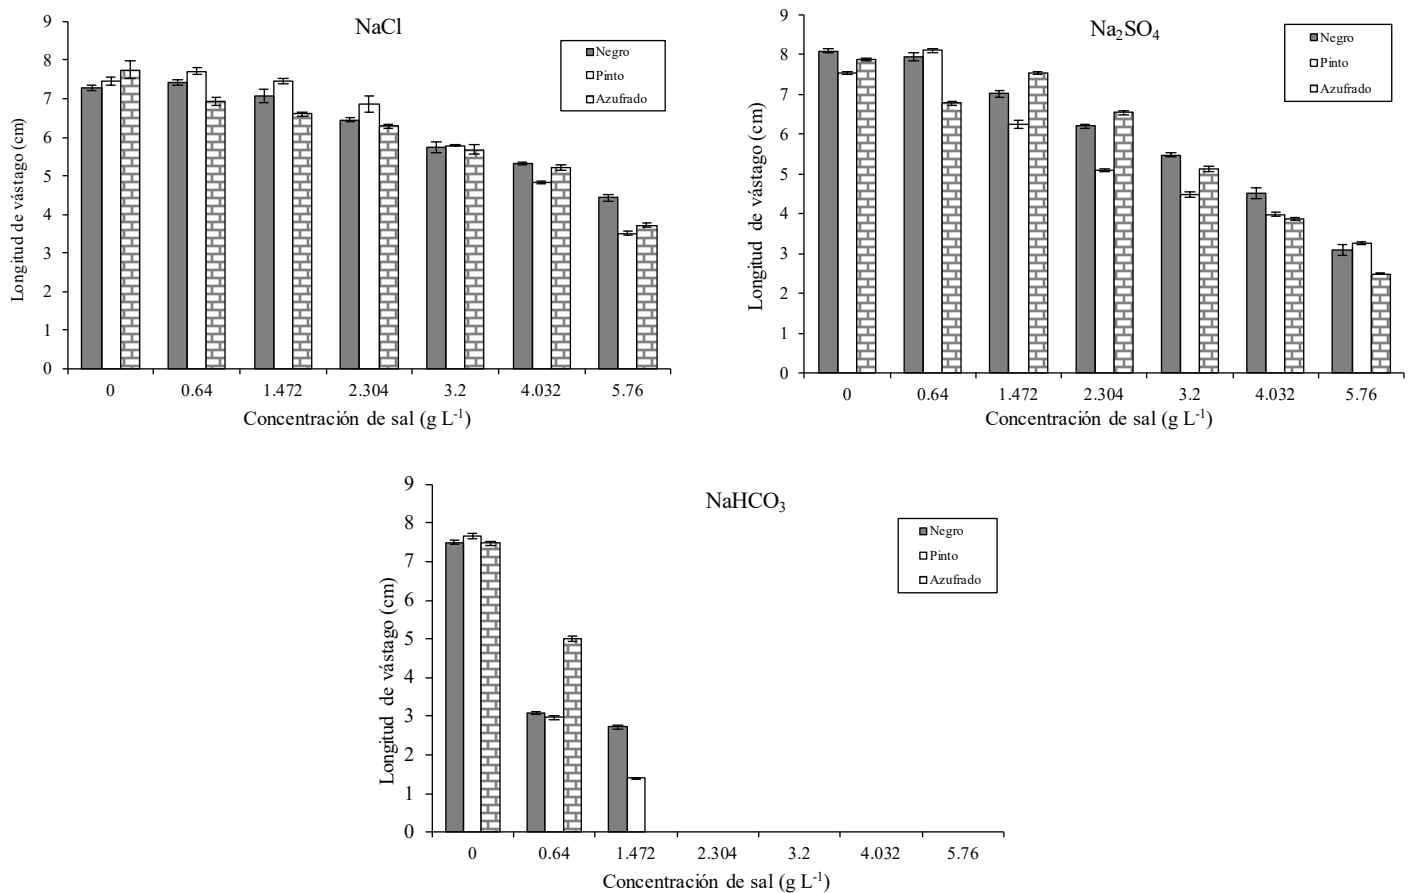 NaCl
Negro
Pinto
Azufrado
Longitud de vástago (cm)
9
8
7
6
5
4
3
2
1
0
0 0.64 1.472 2.304 3.2 4.032 5.76
Concentración de sal (g L⁻¹)
Na₂SO₄
Negro
Pinto
Azufrado
Longitud de vástago (cm)
9
8
7
6
5
4
3
2
1
0
0 0.64 1.472 2.304 3.2 4.032 5.76
Concentración de sal (g L⁻¹)
NaHCO₃
Negro
Pinto
Azufrado
Longitud de vástago (cm)
9
8
7
6
5
4
3
2
1
0
0 0.64 1.472 2.304 3.2 4.032 5.76
Concentración de sal (g L⁻¹)